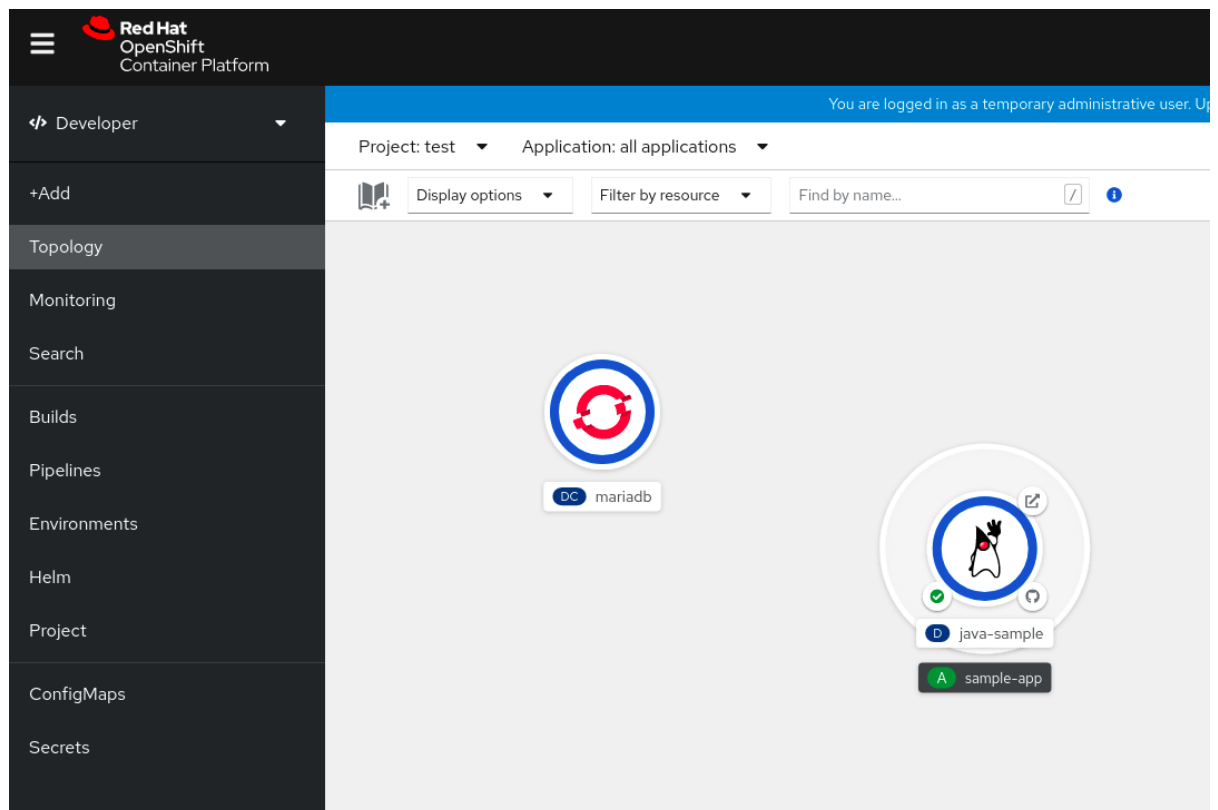 Red Hat
OpenShift
Container Platform
You are logged in as a temporary administrative user. Up
Developer
Project: test
Application: all applications
Display options
Filter by resource
Find by name...
/
+Add
Topology
Monitoring
Search
Builds
Pipelines
Environments
Helm
Project
ConfigMaps
Secrets
DC mariadb
D java-sample
A sample-app